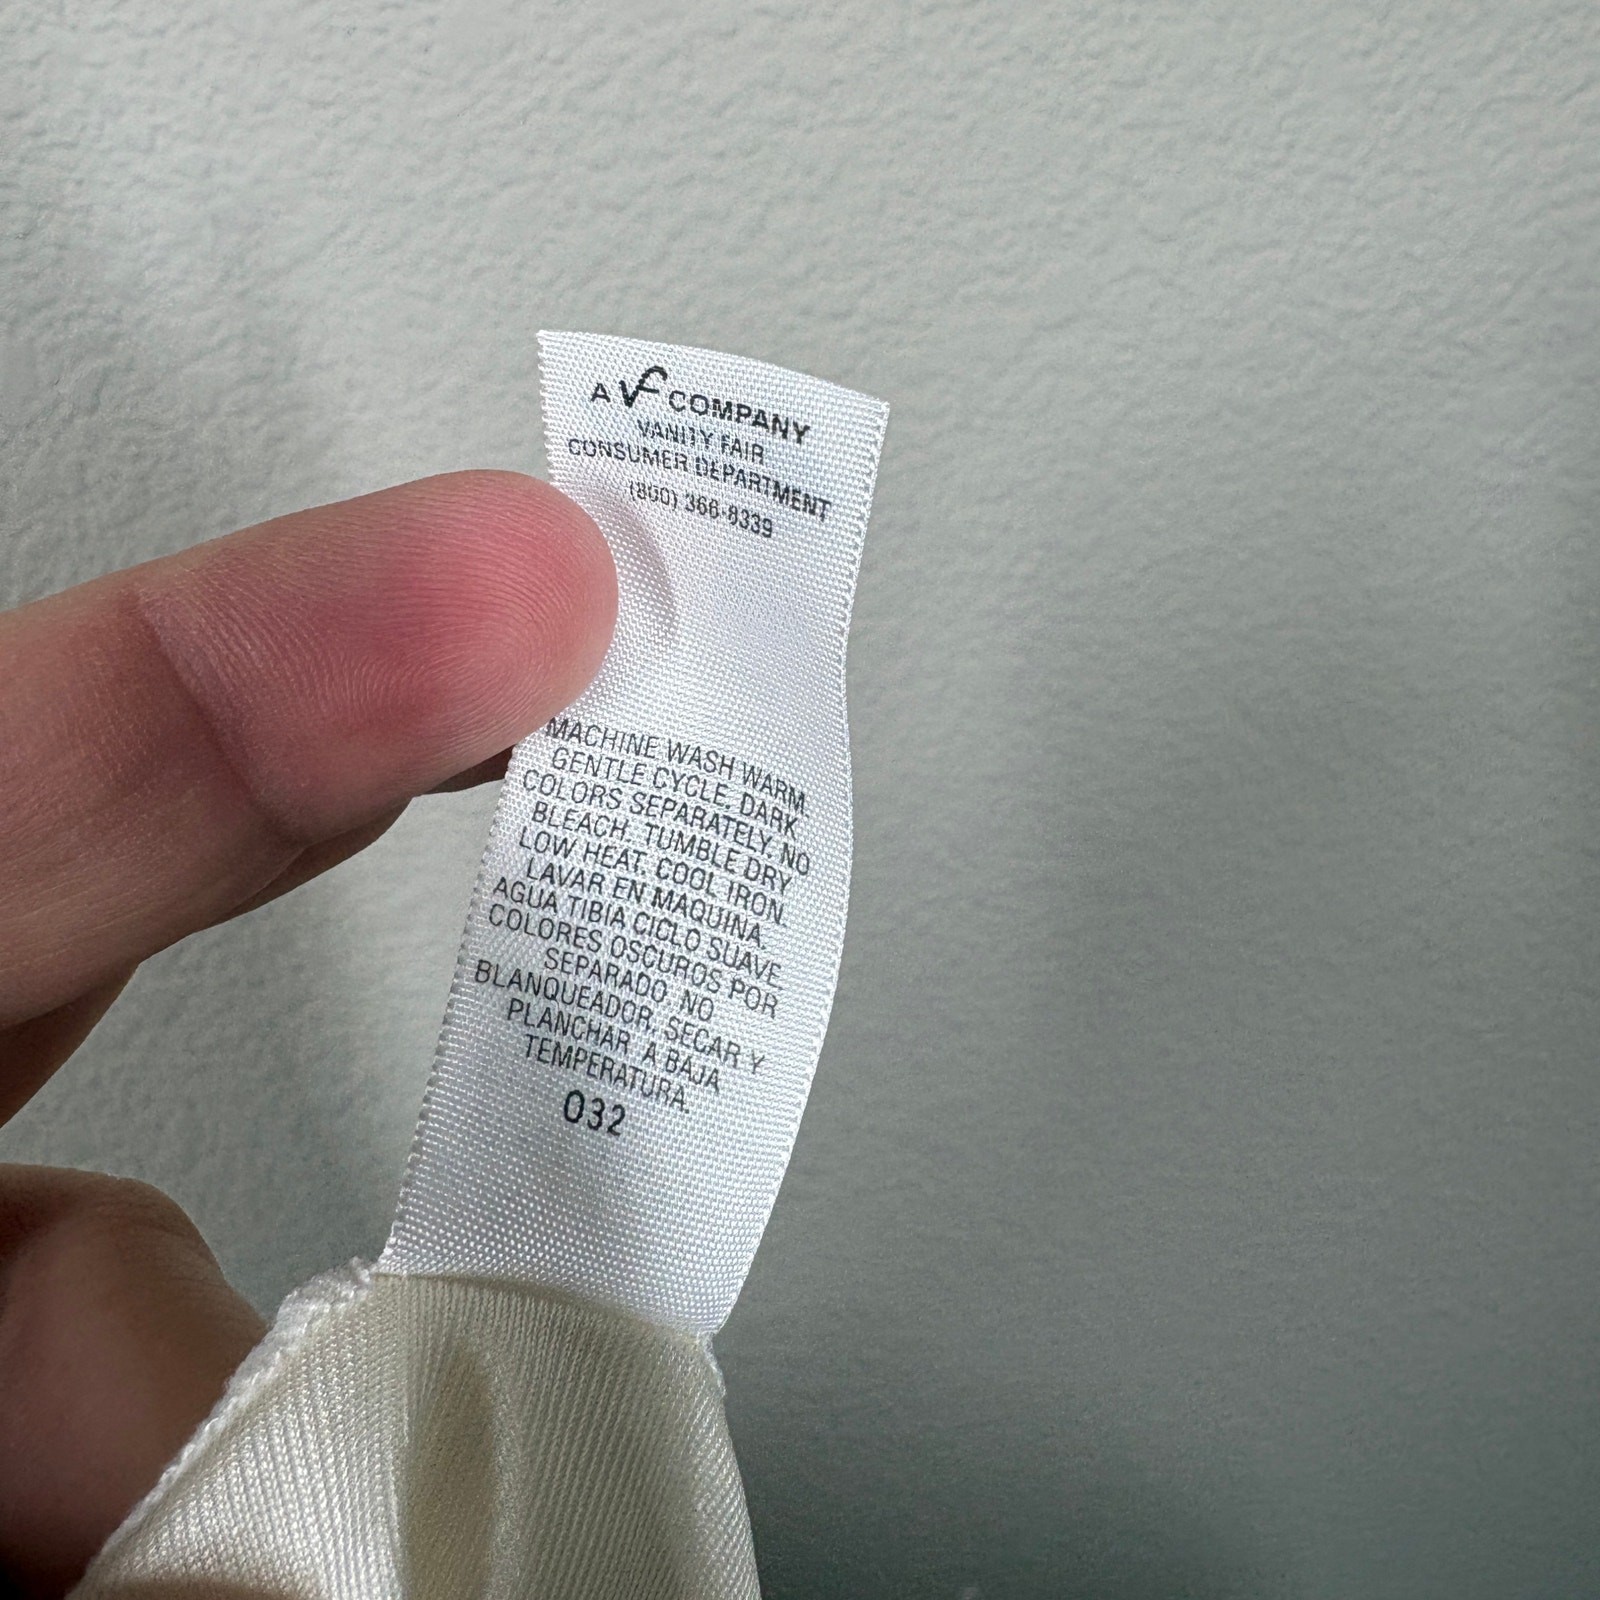 A VF COMPANY
VANITY FAIR
CONSUMER DEPARTMENT
(800) 366-8339
MACHINE WASH WARM,
GENTLE CYCLE. DARK
COLORS SEPARATELY. NO
BLEACH. TUMBLE DRY
LOW HEAT. COOL IRON.
LAVAR EN MAQUINA.
AGUA TIBIA CICLO SUAVE
COLORES OSCUROS POR
SEPARADO. NO
BLANQUEADOR. SECAR Y
PLANCHAR A BAJA
TEMPERATURA.
032